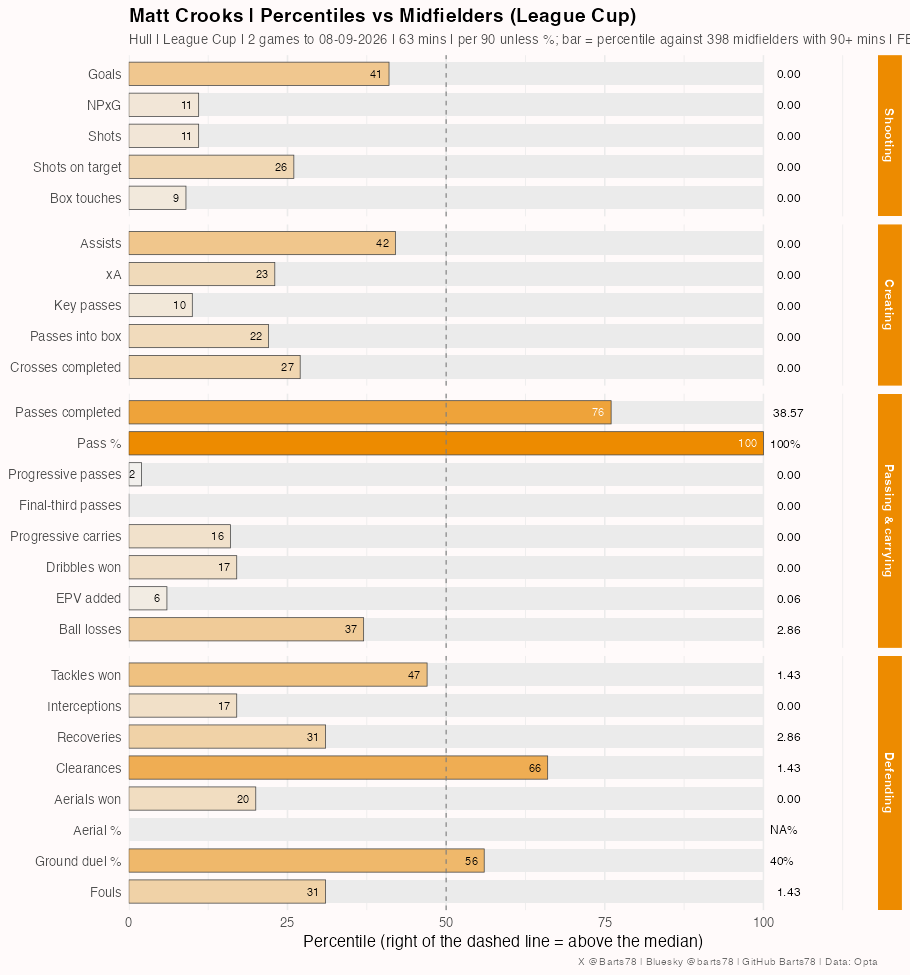 Matt Crooks | Percentiles vs Midfielders (League Cup)
Hull | League Cup | 2 games to 08-09-2026 | 63 mins | per 90 unless %; bar = percentile against 398 midfielders with 90+ mins | FE
Goals 41 0.00
NPxG 11 0.00
Shots 11 0.00
Shots on target 26 0.00
Box touches 9 0.00
Shooting
Assists 42 0.00
xA 23 0.00
Key passes 10 0.00
Passes into box 22 0.00
Crosses completed 27 0.00
Creating
Passes completed 76 38.57
Pass % 100 100%
Progressive passes 2 0.00
Final-third passes 0.00
Progressive carries 16 0.00
Dribbles won 17 0.00
EPV added 6 0.06
Ball losses 37 2.86
Passing & carrying
Tackles won 47 1.43
Interceptions 17 0.00
Recoveries 31 2.86
Clearances 66 1.43
Aerials won 20 0.00
Aerial % NA%
Ground duel % 56 40%
Fouls 31 1.43
Defending
0 25 50 75 100
Percentile (right of the dashed line = above the median)
X @Barts78 | Bluesky @barts78 | GitHub Barts78 | Data: Opta